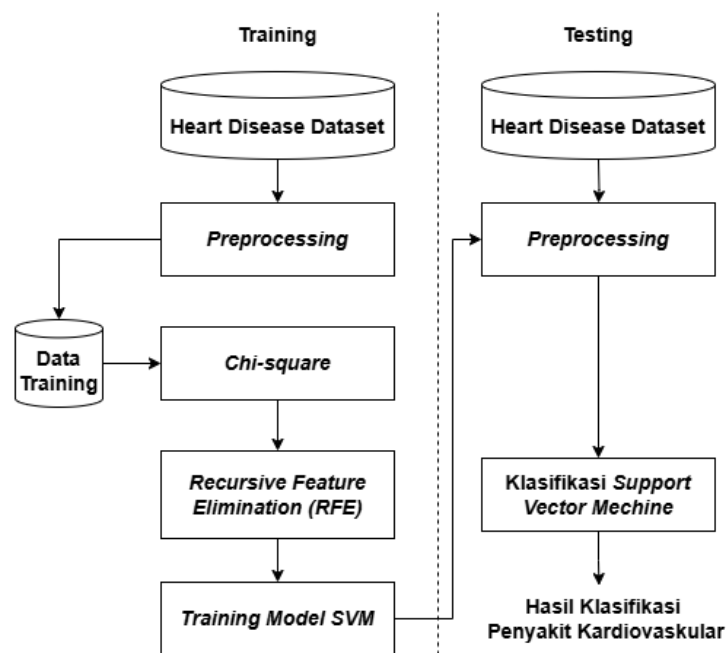 Training
Heart Disease Dataset
Preprocessing
Data
Training
Chi-square
Recursive Feature
Elimination (RFE)
Training Model SVM
Testing
Heart Disease Dataset
Preprocessing
Klasifikasi Support
Vector Mechine
Hasil Klasifikasi
Penyakit Kardiovaskular